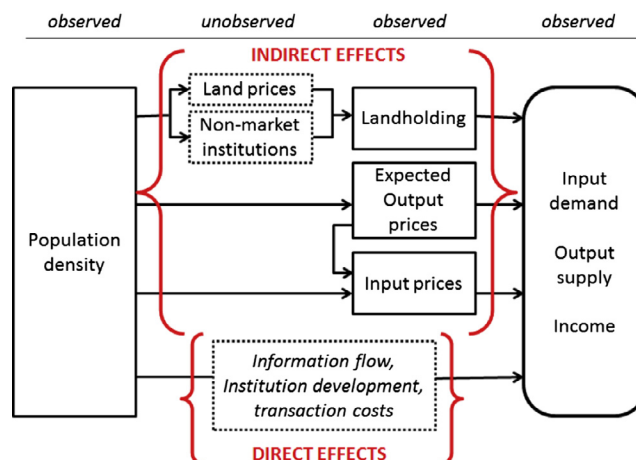 observed unobserved observed observed
INDIRECT EFFECTS
Land prices
Non-market
institutions
Landholding
Expected
Output
prices
Input prices
Population
density
Input
demand
Output
supply
Income
Information flow,
Institution development,
transaction costs
DIRECT EFFECTS